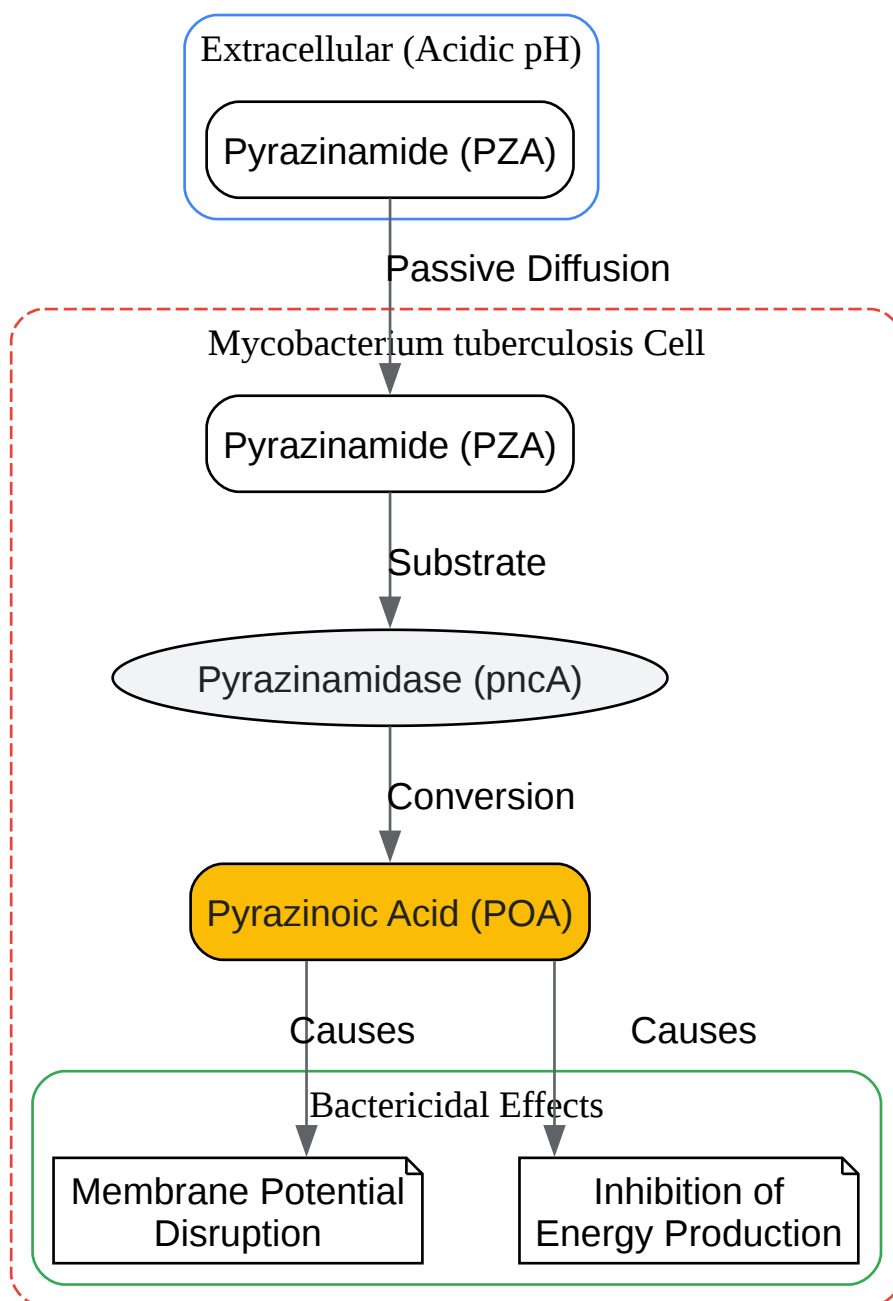 Extracellular (Acidic pH)
Pyrazinamide (PZA)
Passive Diffusion
Mycobacterium tuberculosis Cell
Pyrazinamide (PZA)
Substrate
Pyrazinamidase (pncA)
Conversion
Pyrazinoic Acid (POA)
Causes
Causes
Bactericidal Effects
Membrane Potential
Disruption
Inhibition of
Energy Production